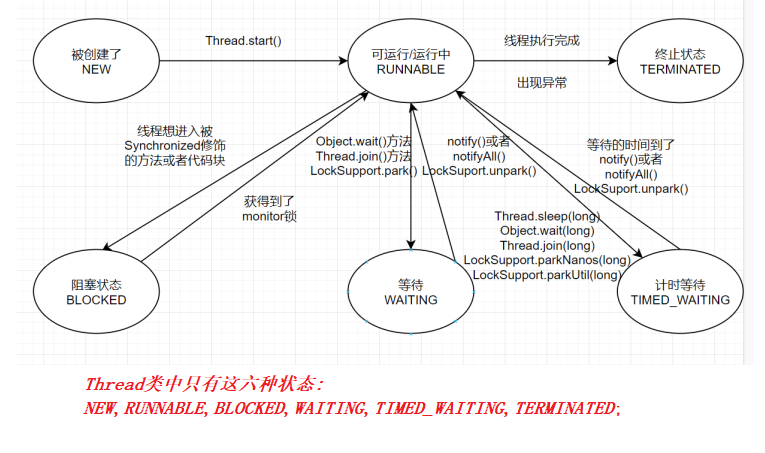 被创建了
NEW
Thread.start()
可运行/运行中
RUNNABLE
线程执行完成
出现异常
终止状态
TERMINATED
线程想进入被
Synchronized修饰
的方法或者代码块
获得到了
monitor锁
Object.wait()方法
Thread.join()方法
LockSupport.park()
notify()或者
notifyAll()
LockSuport.unpark()
等待的时间到了
notify()或者
notifyAll()
LockSuport.unpark()
Thread.sleep(long)
Object.wait(long)
Thread.join(long)
LockSupport.parkNanos(long)
LockSupport.parkUtil(long)
阻塞状态
BLOCKED
等待
WAITING
计时等待
TIMED_WAITING
Thread类中只有这六种状态:
NEW,RUNNABLE,BLOCKED,WAITING,TIMED_WAITING,TERMINATED;